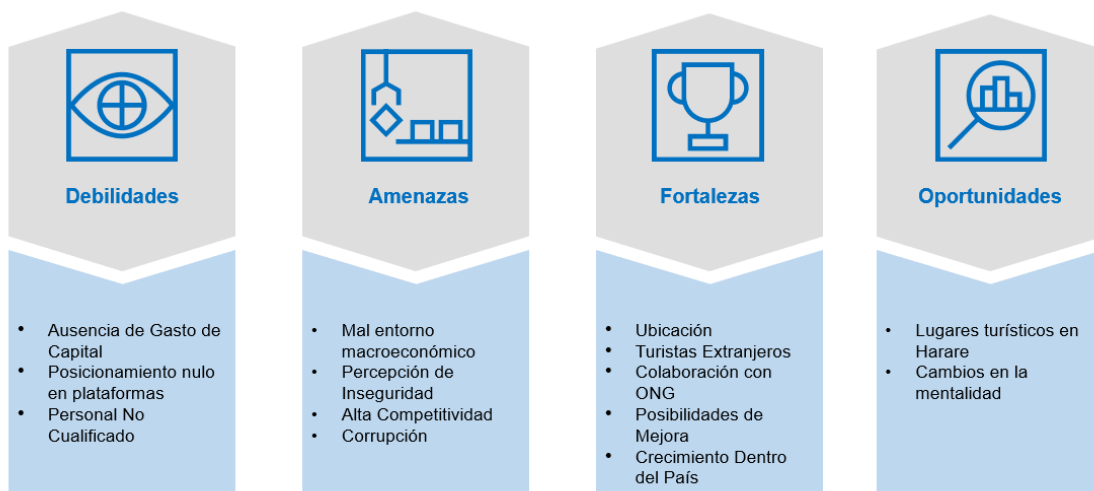 Debilidades
• Ausencia de Gasto de
Capital
• Posicionamiento nulo
en plataformas
• Personal No
Cualificado
Amenazas
• Mal entorno
macroeconómico
• Percepción de
Inseguridad
• Alta Competitividad
• Corrupción
Fortalezas
• Ubicación
• Turistas Extranjeros
• Colaboración con
ONG
• Posibilidades de
Mejora
• Crecimiento Dentro
del País
Oportunidades
• Lugares turísticos en
Harare
• Cambios en la
mentalidad